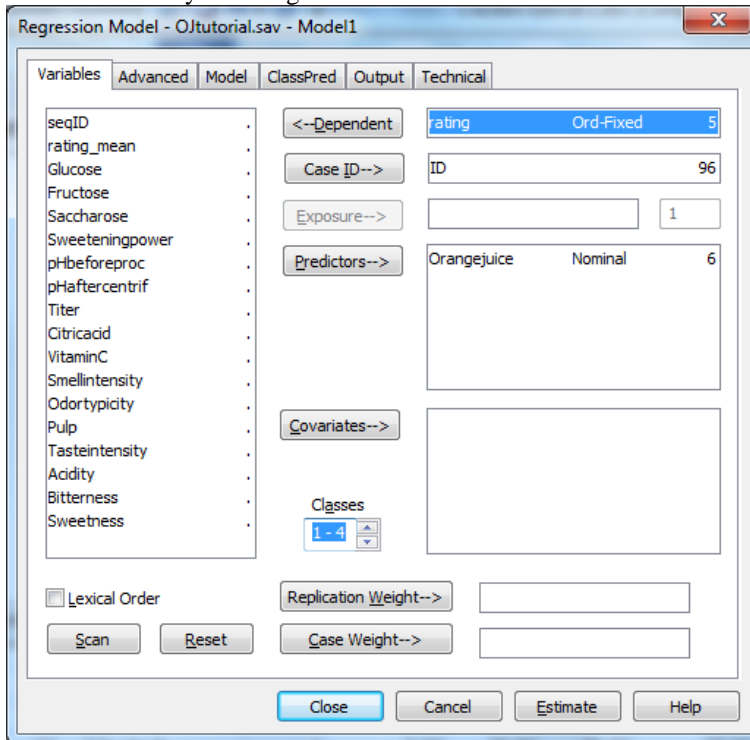 Regression Model - OJtutorial.sav - Model1
X
Variables Advanced Model ClassPred Output Technical
seqID .
rating_mean .
Glucose .
Fructose .
Saccharose .
Sweeteningpower .
pHbeforeproc .
pHaftercentrif .
Titer .
Citricacid .
VitaminC .
Smellintensity .
Odortypicity .
Pulp .
Tasteintensity .
Acidity .
Bitterness .
Sweetness .
<--Dependent
rating Ord-Fixed 5
Case ID-->
ID 96
Exposure-->
1
Predictors-->
Orangejuice Nominal 6
Covariates-->
Classes
1 - 4
Lexical Order
Replication Weight-->
Scan Reset
Case Weight-->
Close Cancel Estimate Help